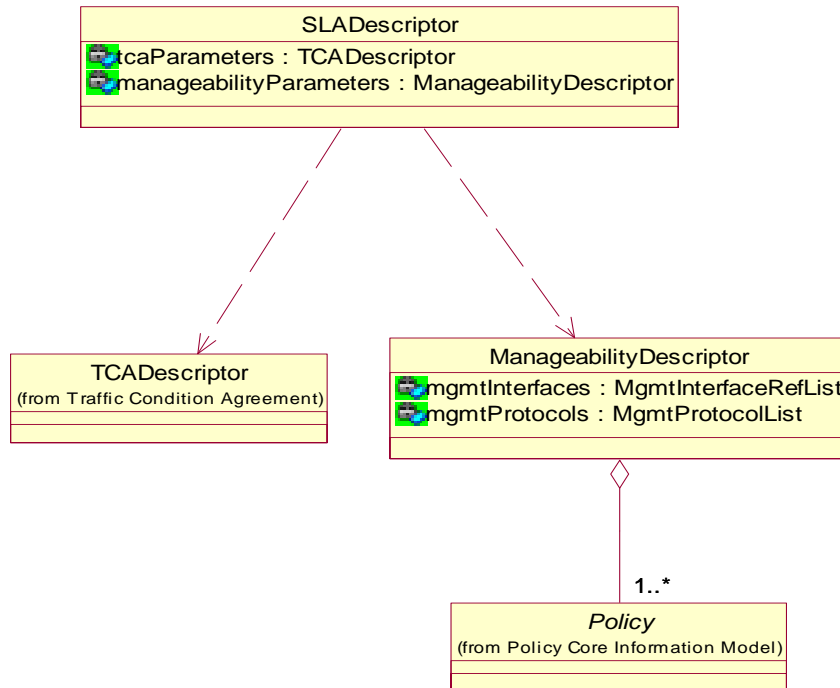 SLADescriptor
tcaParameters : TCADescriptor
manageabilityParameters : ManageabilityDescriptor
TCADescriptor
(from Traffic Condition Agreement)
ManageabilityDescriptor
mgmtInterfaces : MgmtInterfaceRefList
mgmtProtocols : MgmtProtocolList
1..*
Policy
(from Policy Core Information Model)